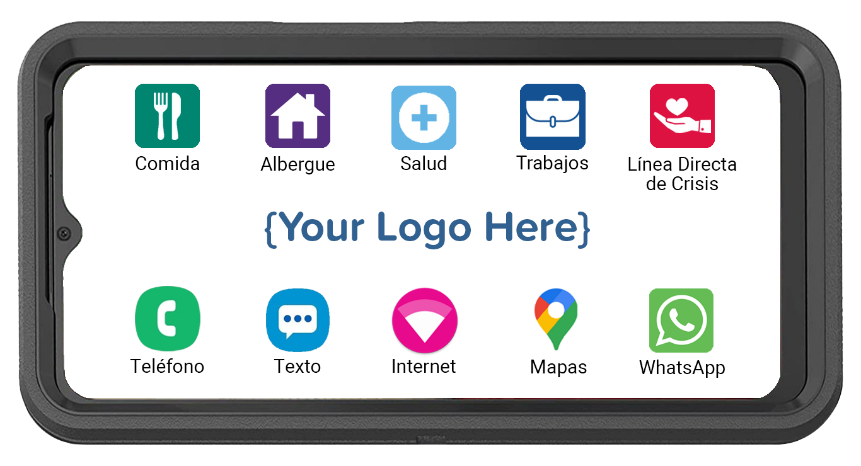 Comida
Albergue
Salud
Trabajos
Línea Directa
de Crisis
{Your Logo Here}
Teléfono
Texto
Internet
Mapas
WhatsApp